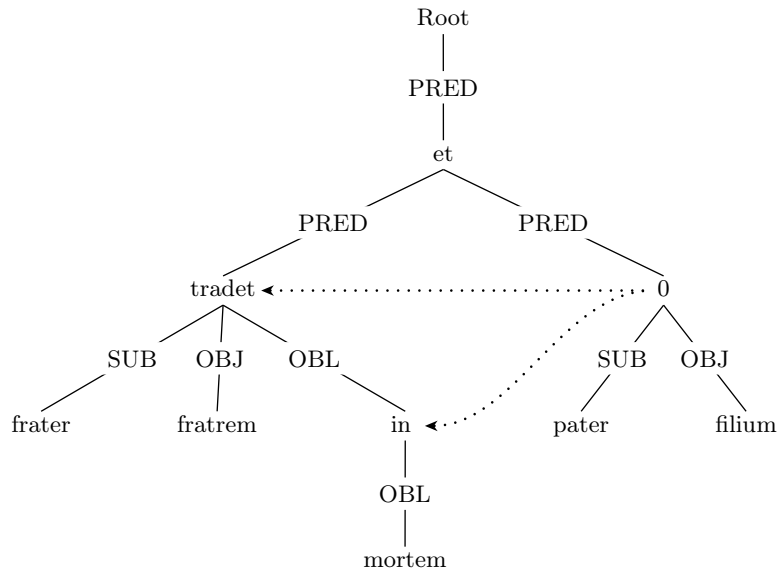 Root
PRED
et
PRED PRED
tradet 0
SUB OBJ OBL SUB OBJ
frater fratrem in pater filium
OBL
mortem